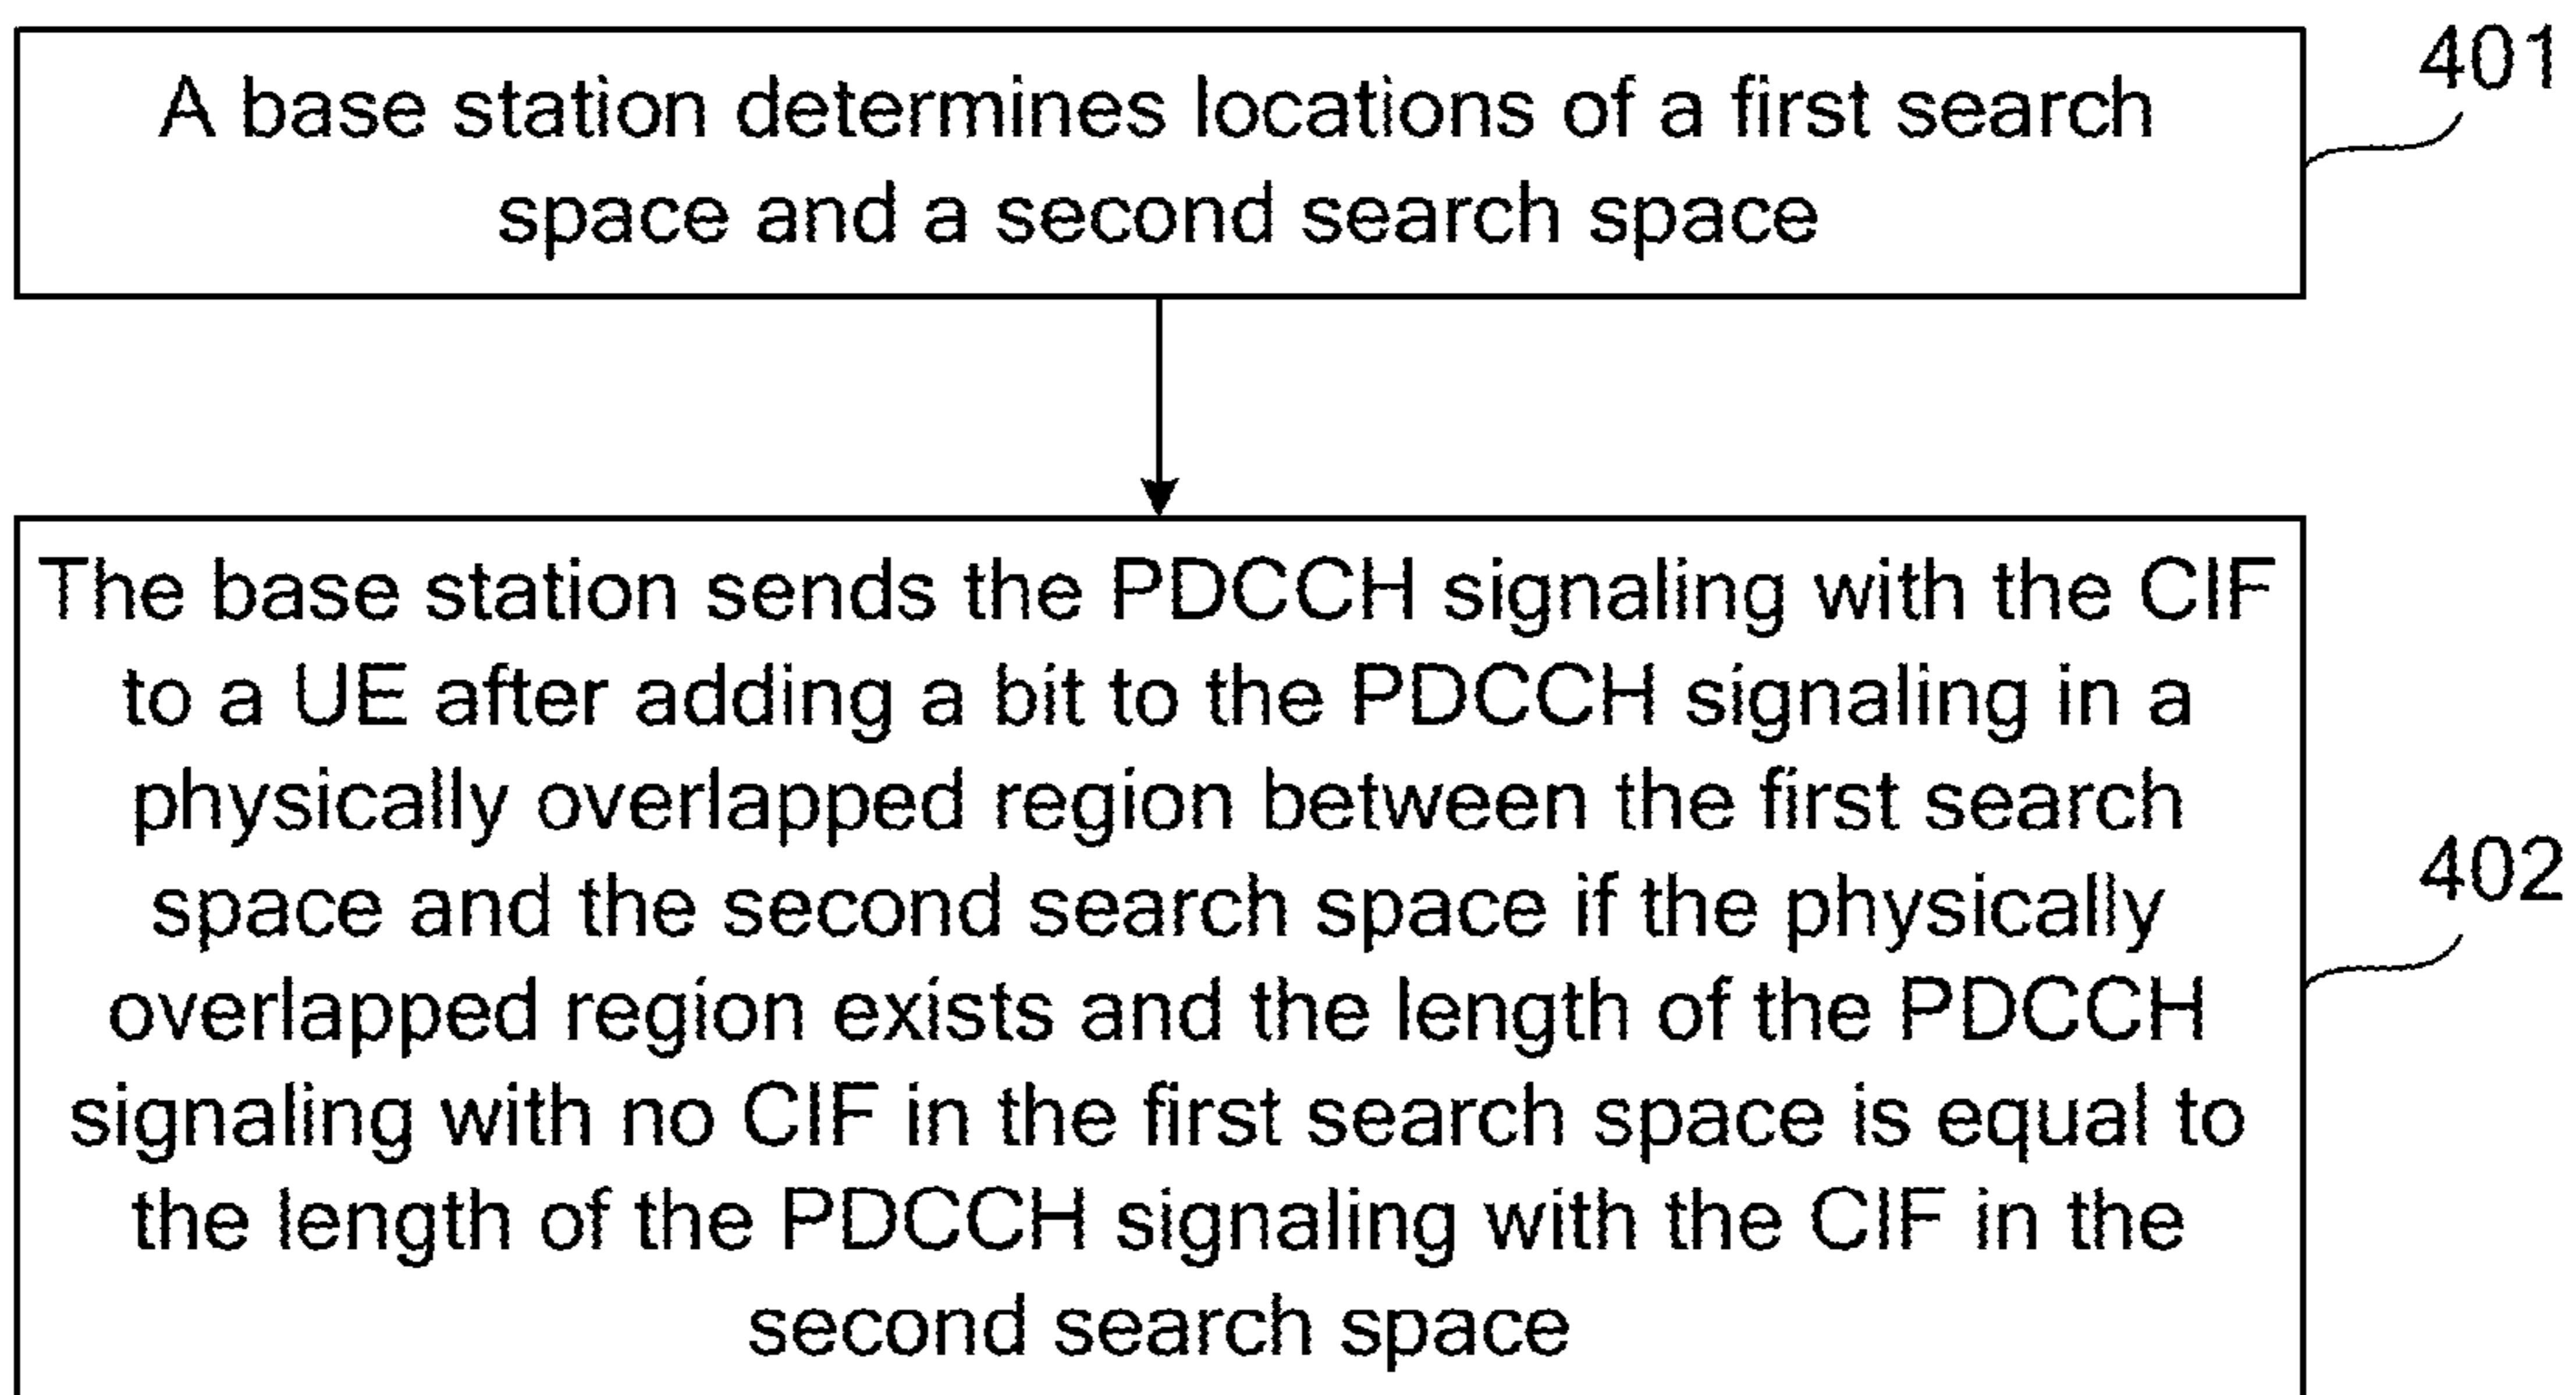 A base station determines locations of a first search
space and a second search space
401
The base station sends the PDCCH signaling with the CIF
to a UE after adding a bit to the PDCCH signaling in a
physically overlapped region between the first search
space and the second search space if the physically
overlapped region exists and the length of the PDCCH
signaling with no CIF in the first search space is equal to
the length of the PDCCH signaling with the CIF in the
second search space
402